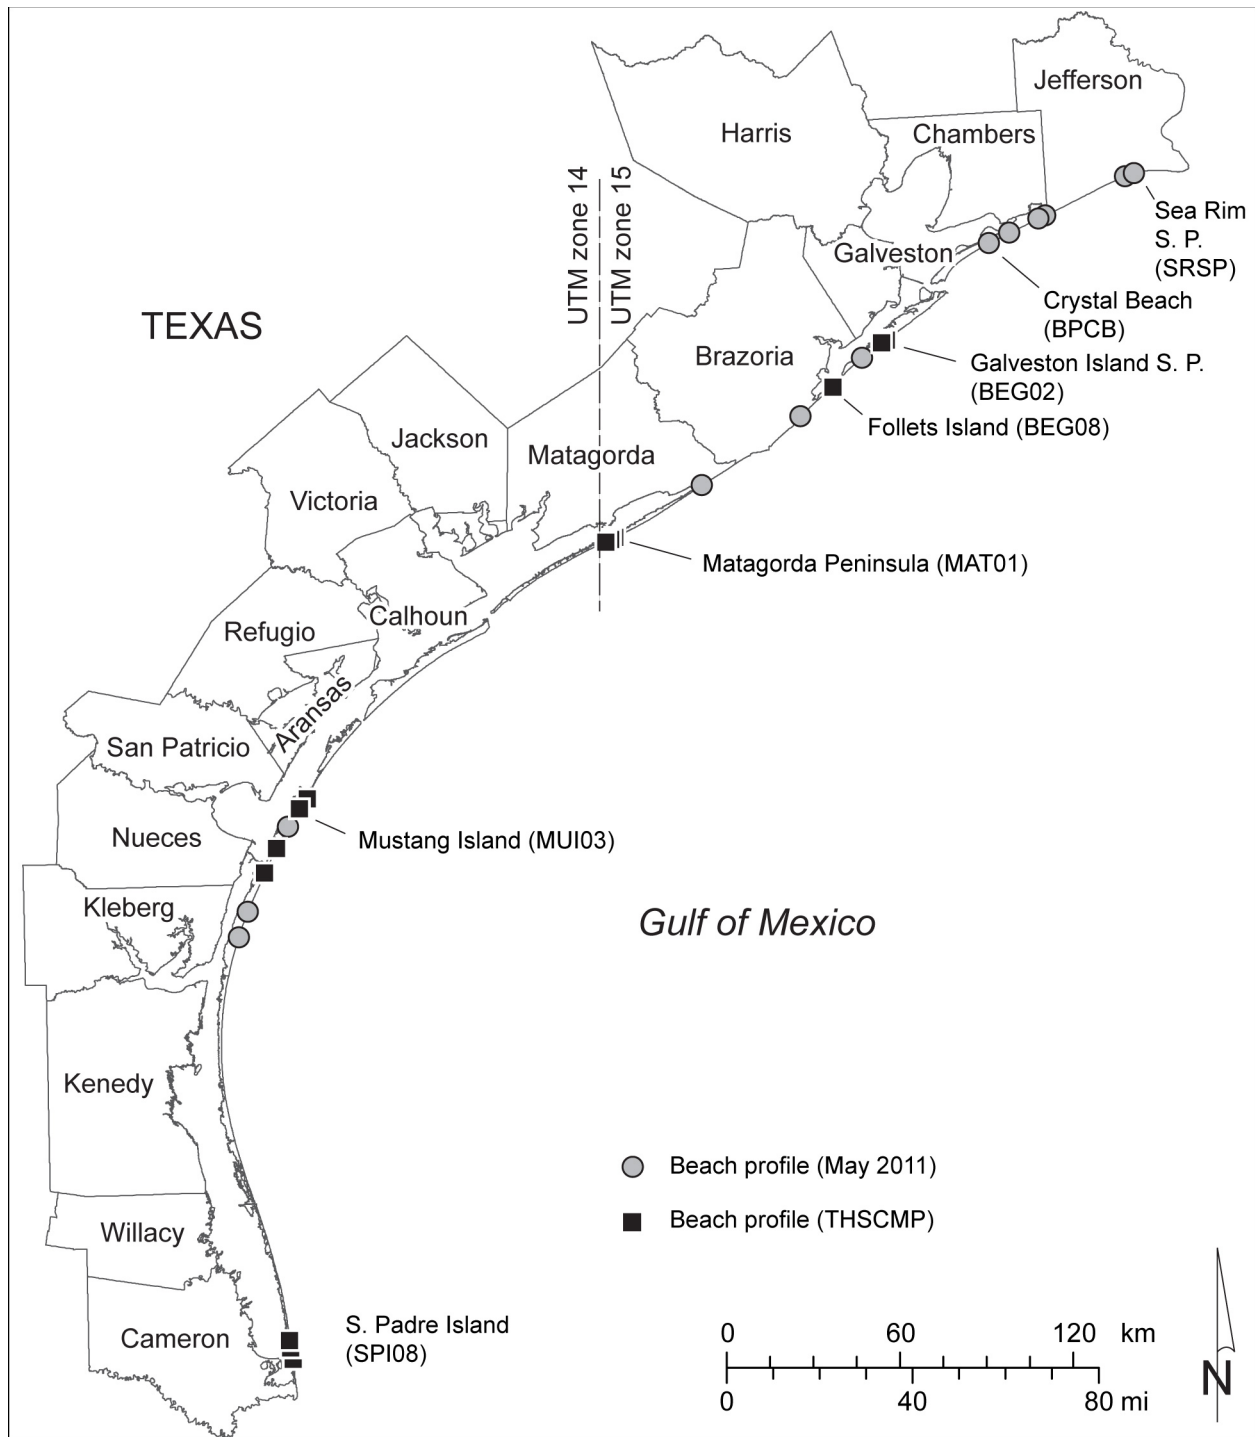 Jefferson
Harris
Chambers
UTM zone 14
UTM zone 15
Sea Rim
S. P.
(SRSP)
Galveston
Crystal Beach
(BPCB)
TEXAS
Brazoria
Galveston Island S. P.
(BEG02)
Follets Island (BEG08)
Jackson
Matagorda
Victoria
Matagorda Peninsula (MAT01)
Calhoun
Refugio
Aransas
San Patricio
Nueces
Mustang Island (MUI03)
Kleberg
Gulf of Mexico
Kenedy
Beach profile (May 2011)
Beach profile (THSCMP)
Willacy
Cameron
S. Padre Island
(SPI08)
0 60 120 km
0 40 80 mi
N